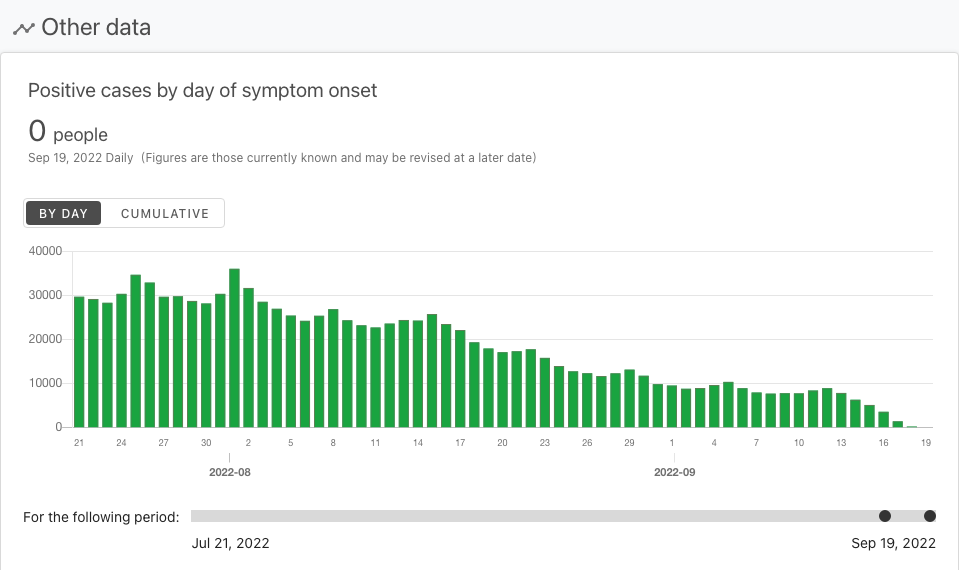 Other data
Positive cases by day of symptom onset
0 people
Sep 19, 2022 Daily (Figures are those currently known and may be revised at a later date)
BY DAY CUMULATIVE
40000
30000
20000
10000
0
21 24 27 30 2 5 8 11 14 17 20 23 26 29 1 4 7 10 13 16 19
2022-08 2022-09
For the following period:
Jul 21, 2022 Sep 19, 2022